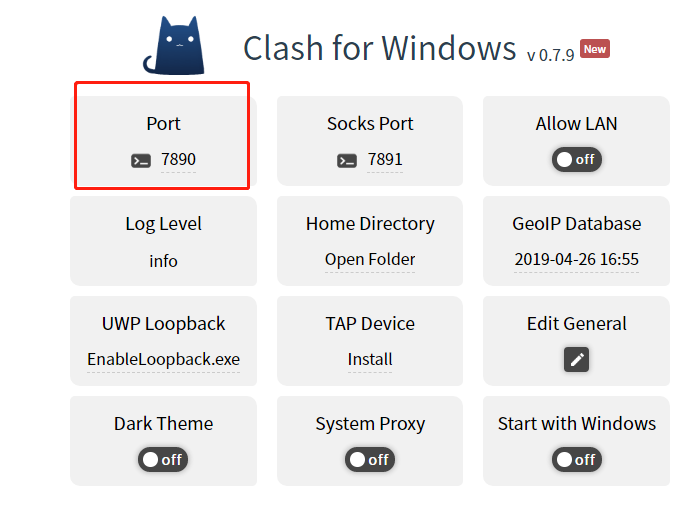 Clash for Windows v 0.7.9 New
Port
7890
Socks Port
7891
Allow LAN
off
Log Level
info
Home Directory
Open Folder
GeoIP Database
2019-04-26 16:55
UWP Loopback
EnableLoopback.exe
TAP Device
Install
Edit General
Dark Theme
off
System Proxy
off
Start with Windows
off